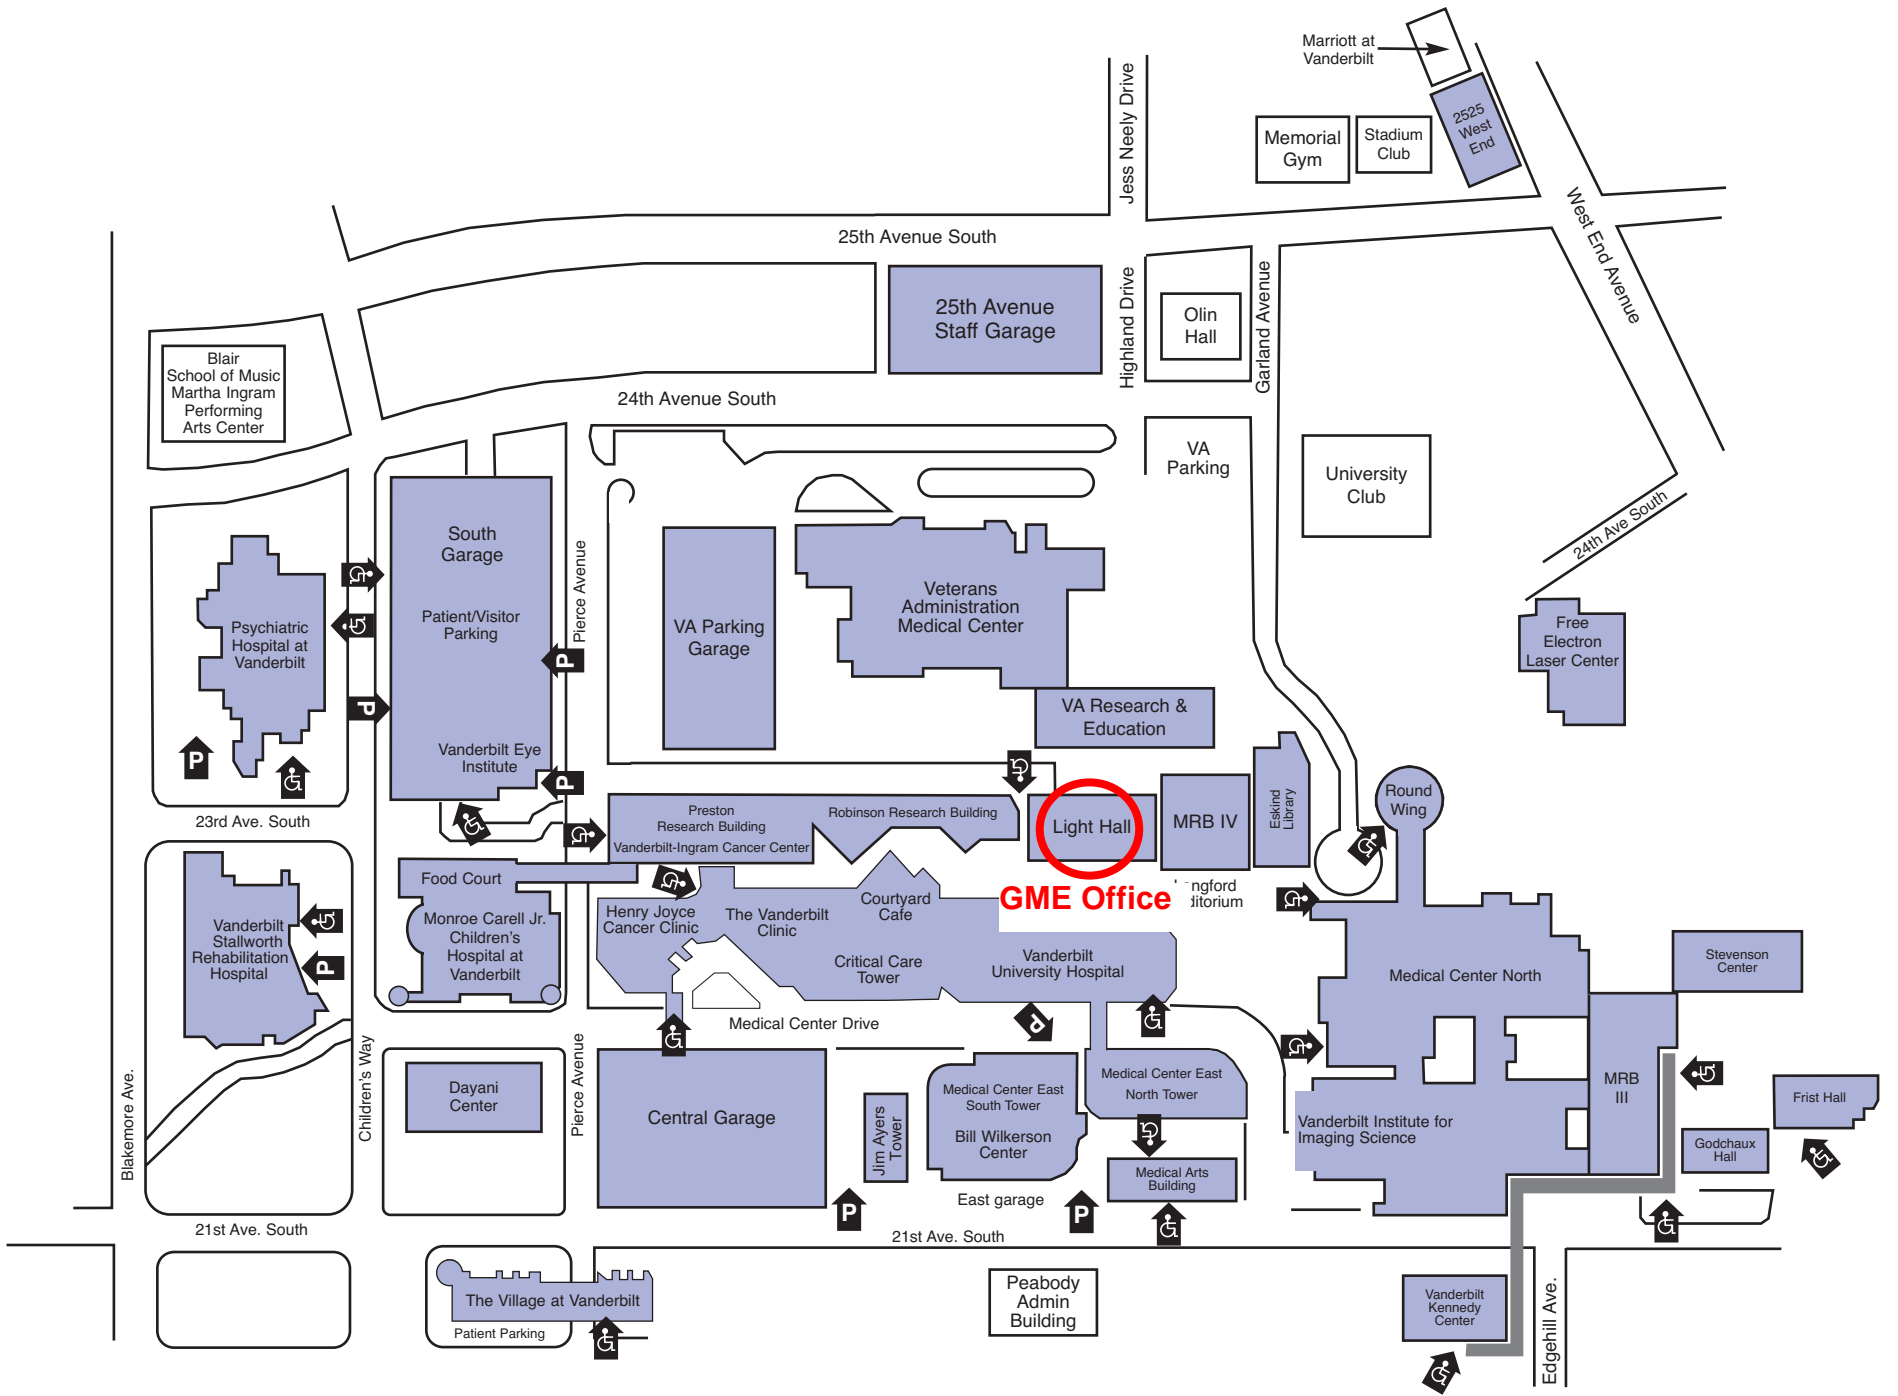 Marriott at
Vanderbilt
2525
West
End
Memorial
Gym
Stadium
Club
Jess Neely Drive
West End Avenue
25th Avenue South
25th Avenue
Staff Garage
Highland Drive
Olin
Hall
Garland Avenue
Blair
School of Music
Martha Ingram
Performing
Arts Center
24th Avenue South
VA
Parking
University
Club
24th Ave South
South
Garage
Patient/Visitor
Parking
Vanderbilt Eye
Institute
Pierce Avenue
VA Parking
Garage
Veterans
Administration
Medical Center
VA Research &
Education
Free
Electron
Laser Center
Psychiatric
Hospital at
Vanderbilt
P
P
P
P
23rd Ave. South
Preston
Research Building
Vanderbilt-Ingram Cancer Center
Robinson Research Building
Light Hall
GME Office
MRB IV
Eskind
Library
Round
Wing
Langford
ditorium
Food Court
Monroe Carell Jr.
Children's
Hospital at
Vanderbilt
Vanderbilt
Stallworth
Rehabilitation
Hospital
P
Henry Joyce
Cancer Clinic
The Vanderbilt
Clinic
Courtyard
Cafe
Critical Care
Tower
Vanderbilt
University Hospital
Medical Center North
Stevenson
Center
P
Medical Center Drive
Blakemore Ave.
Children's Way
Dayani
Center
Pierce Avenue
Central Garage
Jim Ayers
Tower
Medical Center East
South Tower
Bill Wilkerson
Center
Medical Center East
North Tower
Medical Arts
Building
East garage
P
P
Vanderbilt Institute for
Imaging Science
MRB
III
Frist Hall
Godchaux
Hall
21st Ave. South
21st Ave. South
The Village at Vanderbilt
Patient Parking
Peabody
Admin
Building
Vanderbilt
Kennedy
Center
Edgehill Ave.